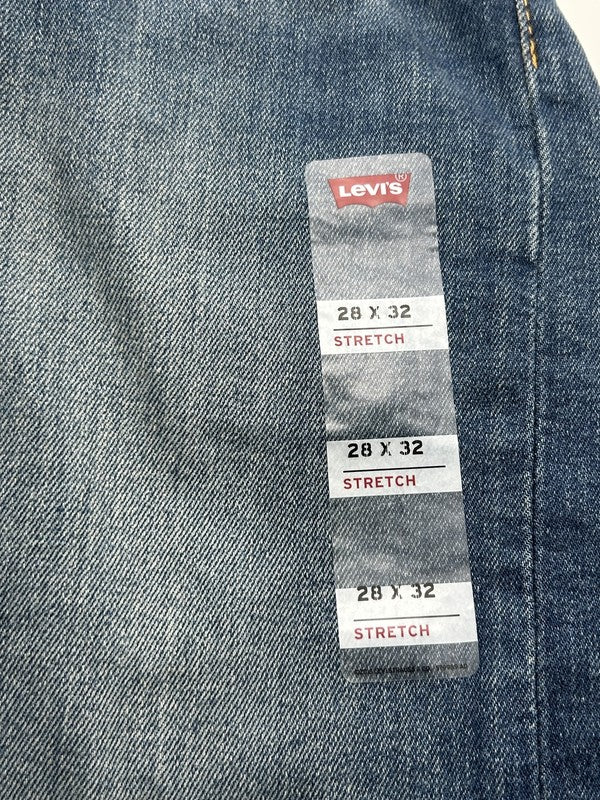 LEVI'S®
28 X 32
STRETCH
28 X 32
STRETCH
28 X 32
STRETCH